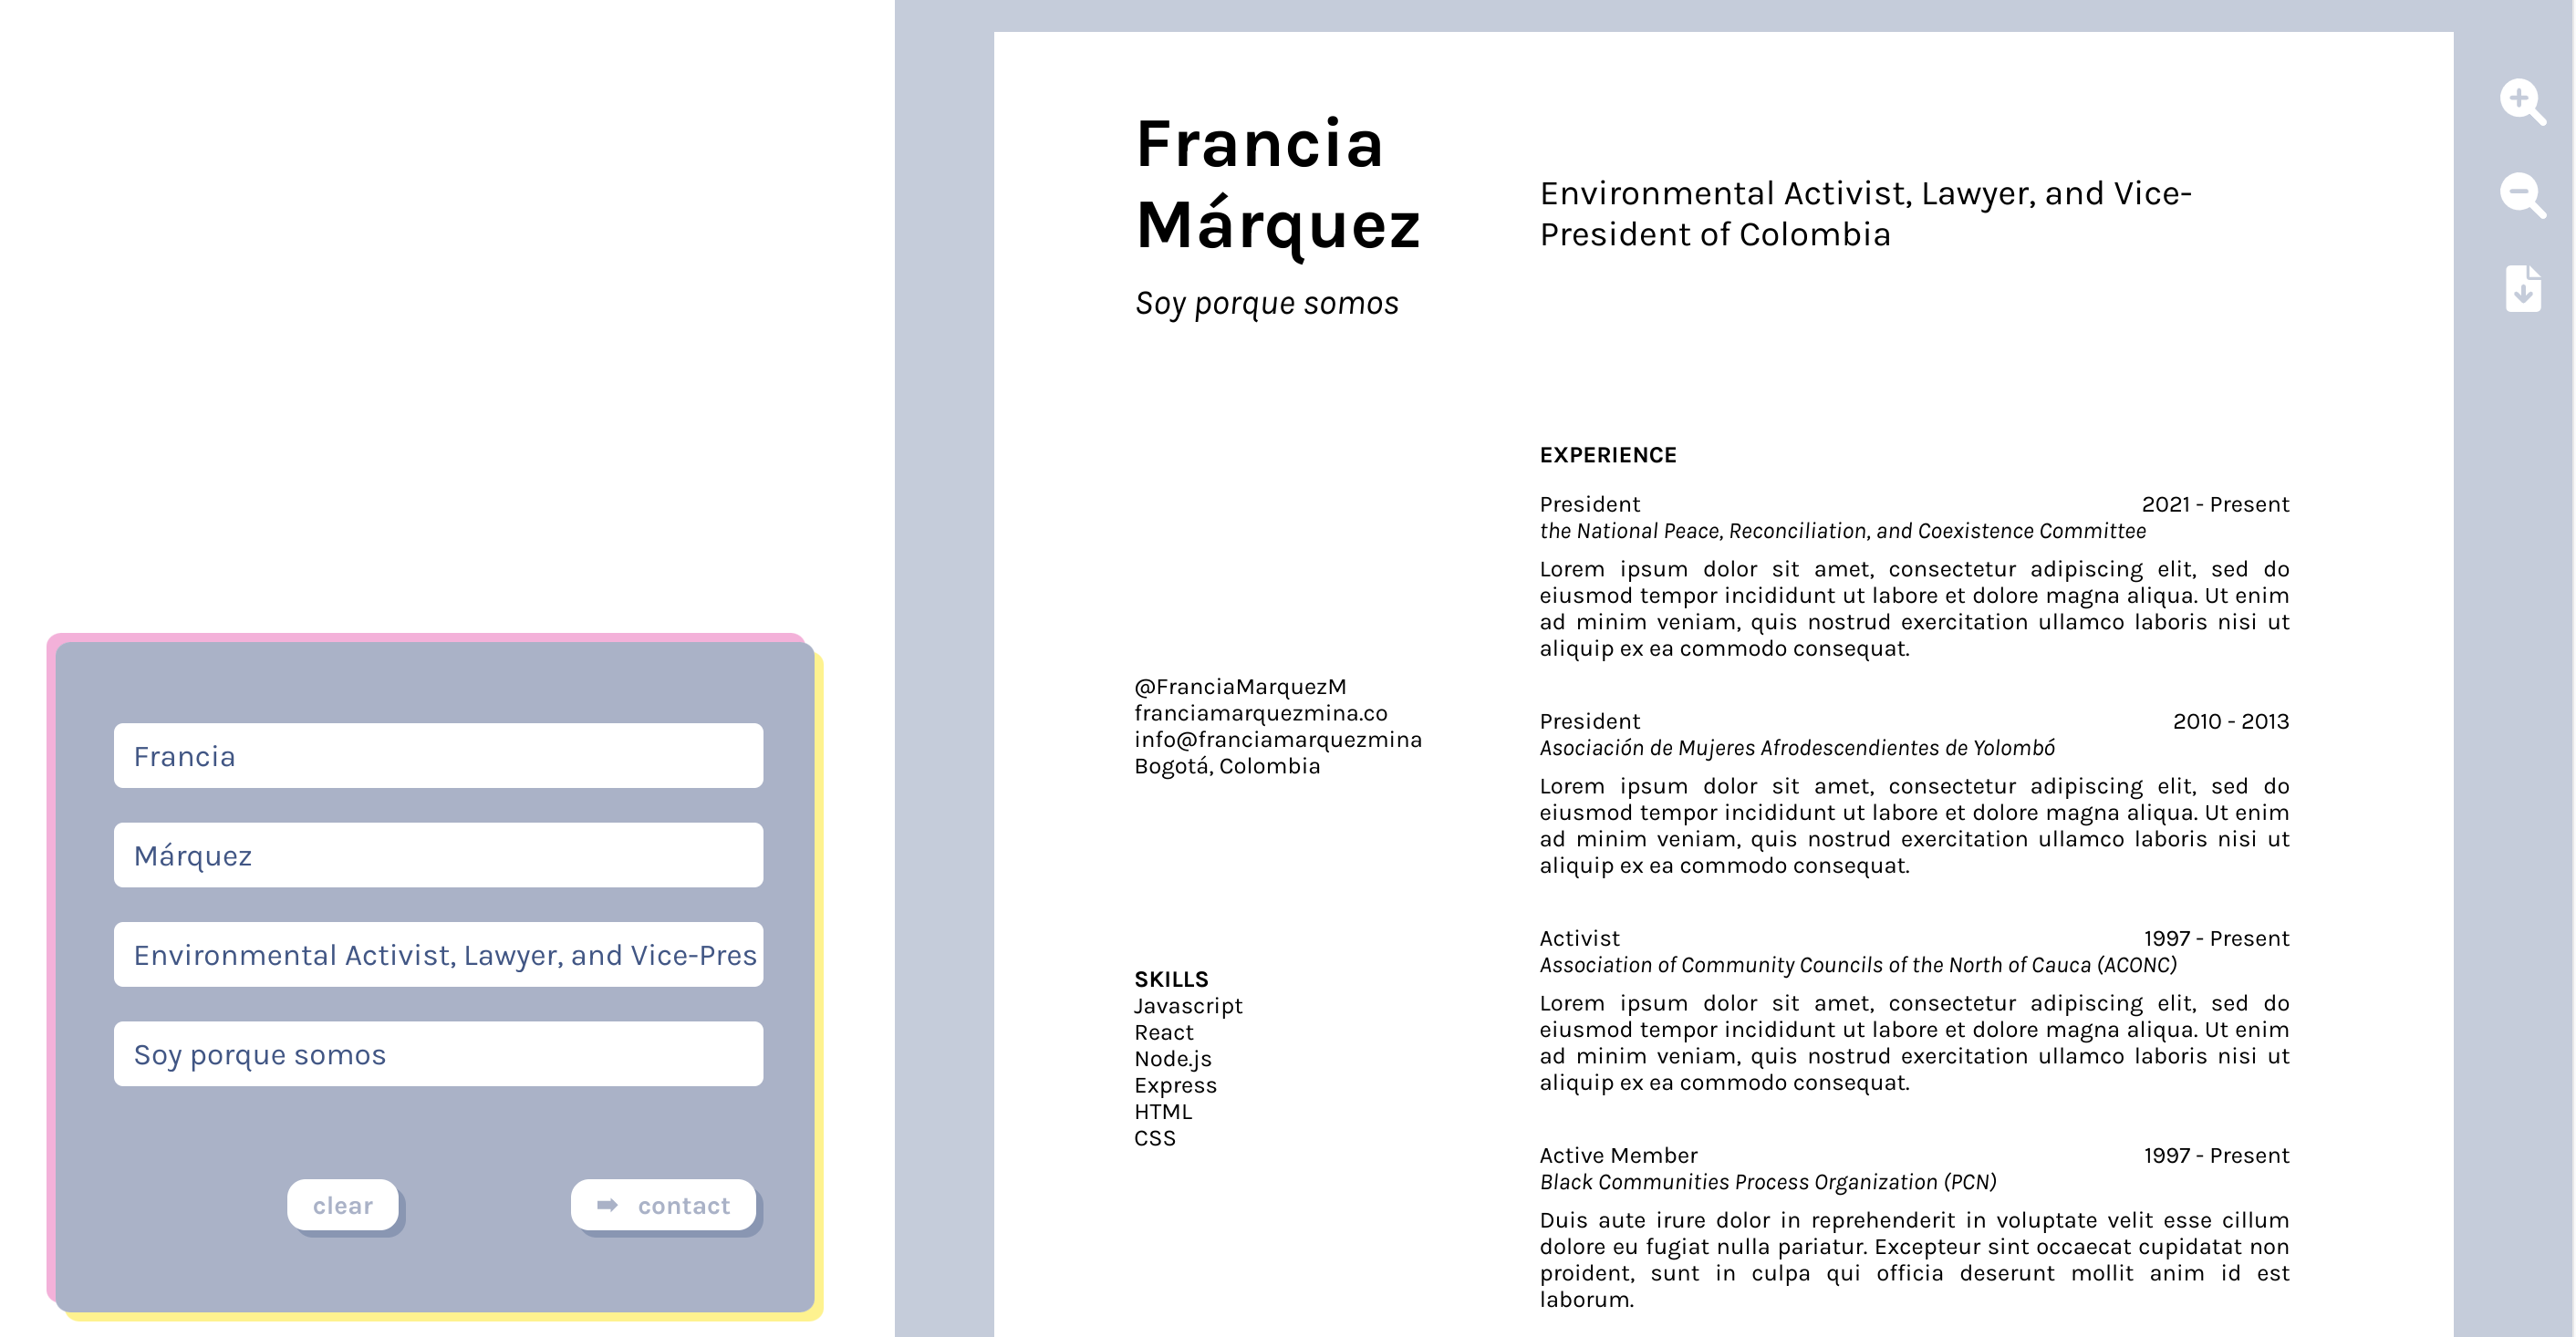 Francia
Márquez
Environmental Activist, Lawyer, and Vice-Pres
Soy porque somos
clear
➡ contact
Francia
Márquez
Soy porque somos
Environmental Activist, Lawyer, and Vice-
President of Colombia
@FranciaMarquezM
franciamarquezmina.co
info@franciamarquezmina
Bogotá, Colombia
SKILLS
Javascript
React
Node.js
Express
HTML
CSS
EXPERIENCE
President 2021 - Present
the National Peace, Reconciliation, and Coexistence Committee
Lorem ipsum dolor sit amet, consectetur adipiscing elit, sed do
eiusmod tempor incididunt ut labore et dolore magna aliqua. Ut enim
ad minim veniam, quis nostrud exercitation ullamco laboris nisi ut
aliquip ex ea commodo consequat.
President 2010 - 2013
Asociación de Mujeres Afrodescendientes de Yolombó
Lorem ipsum dolor sit amet, consectetur adipiscing elit, sed do
eiusmod tempor incididunt ut labore et dolore magna aliqua. Ut enim
ad minim veniam, quis nostrud exercitation ullamco laboris nisi ut
aliquip ex ea commodo consequat.
Activist 1997 - Present
Association of Community Councils of the North of Cauca (ACONC)
Lorem ipsum dolor sit amet, consectetur adipiscing elit, sed do
eiusmod tempor incididunt ut labore et dolore magna aliqua. Ut enim
ad minim veniam, quis nostrud exercitation ullamco laboris nisi ut
aliquip ex ea commodo consequat.
Active Member 1997 - Present
Black Communities Process Organization (PCN)
Duis aute irure dolor in reprehenderit in voluptate velit esse cillum
dolore eu fugiat nulla pariatur. Excepteur sint occaecat cupidatat non
proident, sunt in culpa qui officia deserunt mollit anim id est
laborum.